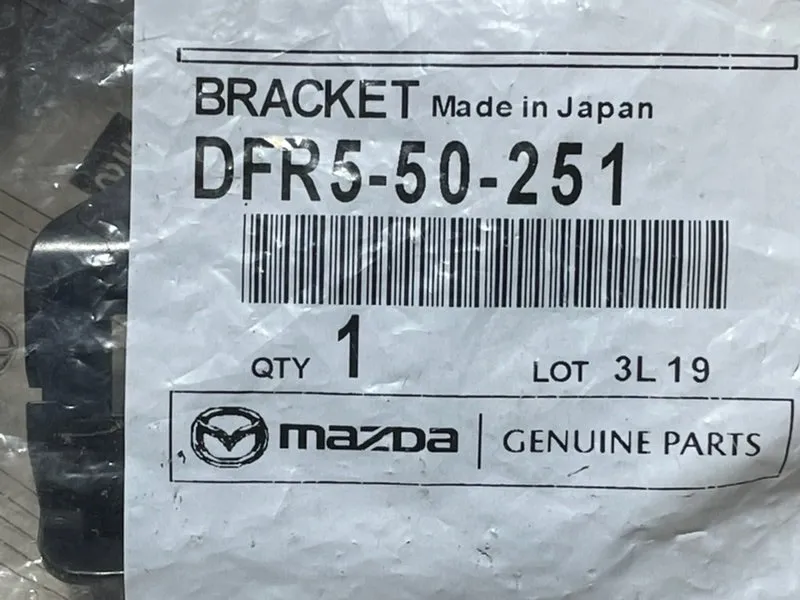 BRACKET Made in Japan
DFR5-50-251
QTY 1 LOT 3L19
mazda GENUINE PARTS